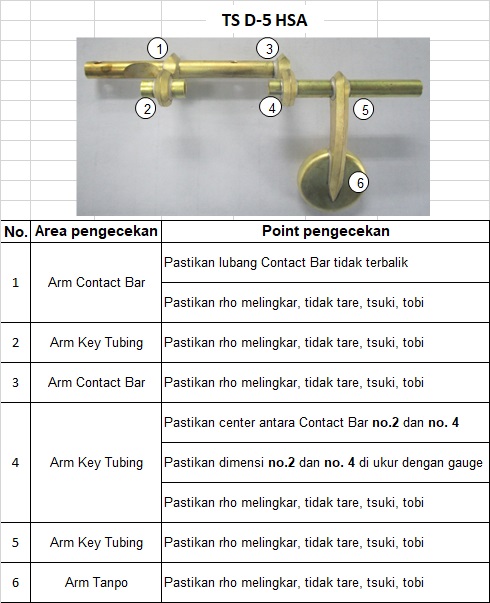 TS D-5 HSA
1
3
2
4
5
6
No. Area pengecekan Point pengecekan
1 Arm Contact Bar Pastikan lubang Contact Bar tidak terbalik
Pastikan rho melingkar, tidak tare, tsuki, tobi
2 Arm Key Tubing Pastikan rho melingkar, tidak tare, tsuki, tobi
3 Arm Contact Bar Pastikan rho melingkar, tidak tare, tsuki, tobi
4 Arm Key Tubing Pastikan center antara Contact Bar no.2 dan no. 4
Pastikan dimensi no.2 dan no. 4 di ukur dengan gauge
Pastikan rho melingkar, tidak tare, tsuki, tobi
5 Arm Key Tubing Pastikan rho melingkar, tidak tare, tsuki, tobi
6 Arm Tanpo Pastikan rho melingkar, tidak tare, tsuki, tobi